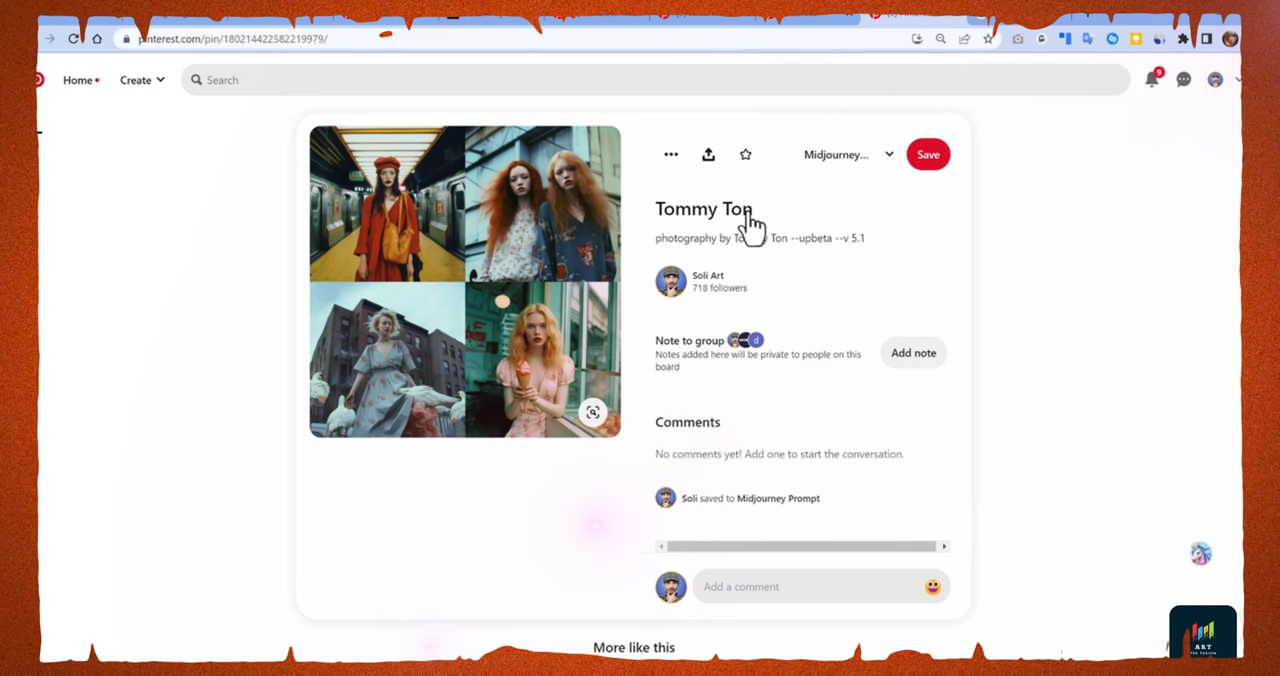 pinterest.com/pin/180214422582219979/
Home
Create
Search
9
Midjourney...
Save
Tommy Ton
photography by Ton --upbeta --v 5.1
Soli Art
718 followers
Note to group
d
Notes added here will be private to people on this
board
Add note
Comments
No comments yet! Add one to start the conversation.
Soli saved to Midjourney Prompt
Add a comment
More like this
ART